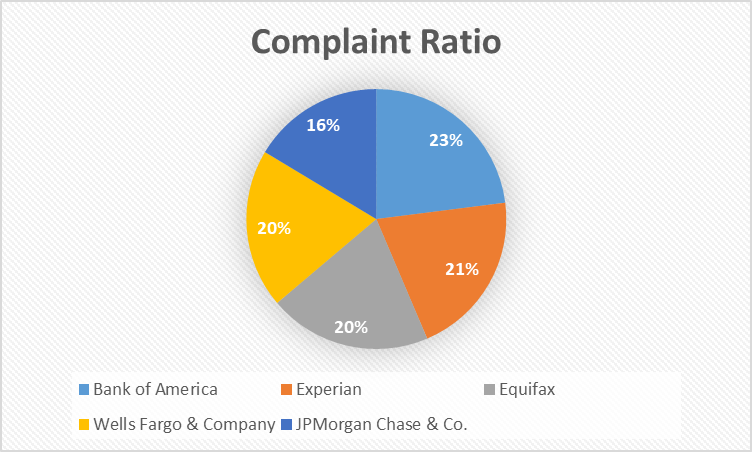 Complaint Ratio
16%
23%
20%
21%
20%
Bank of America Experian Equifax
Wells Fargo & Company JPMorgan Chase & Co.